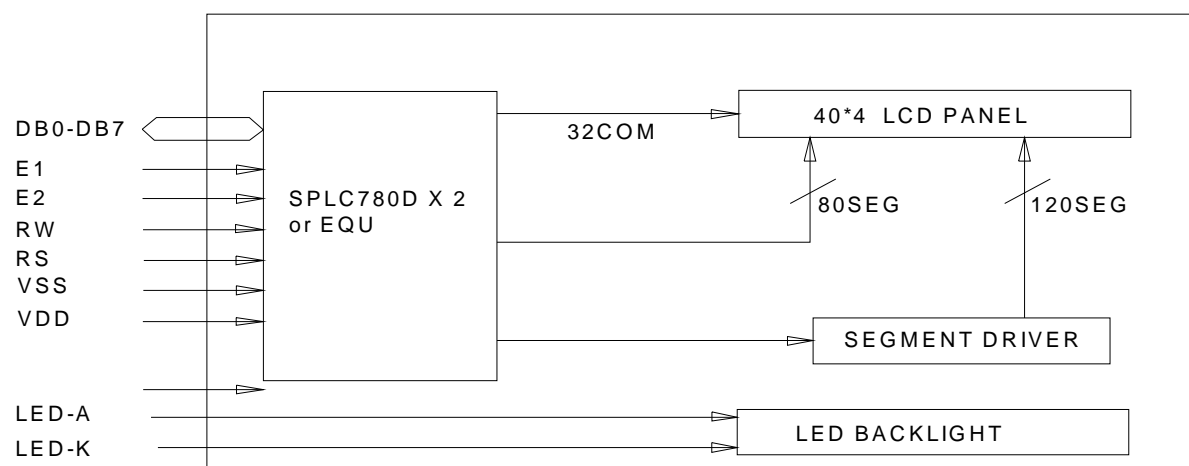 DB0-DB7
E1
E2
RW
RS
VSS
VDD
LED-A
LED-K
SPLC780D X 2
or EQU
32COM
40*4 LCD PANEL
80SEG
120SEG
SEGMENT DRIVER
LED BACKLIGHT